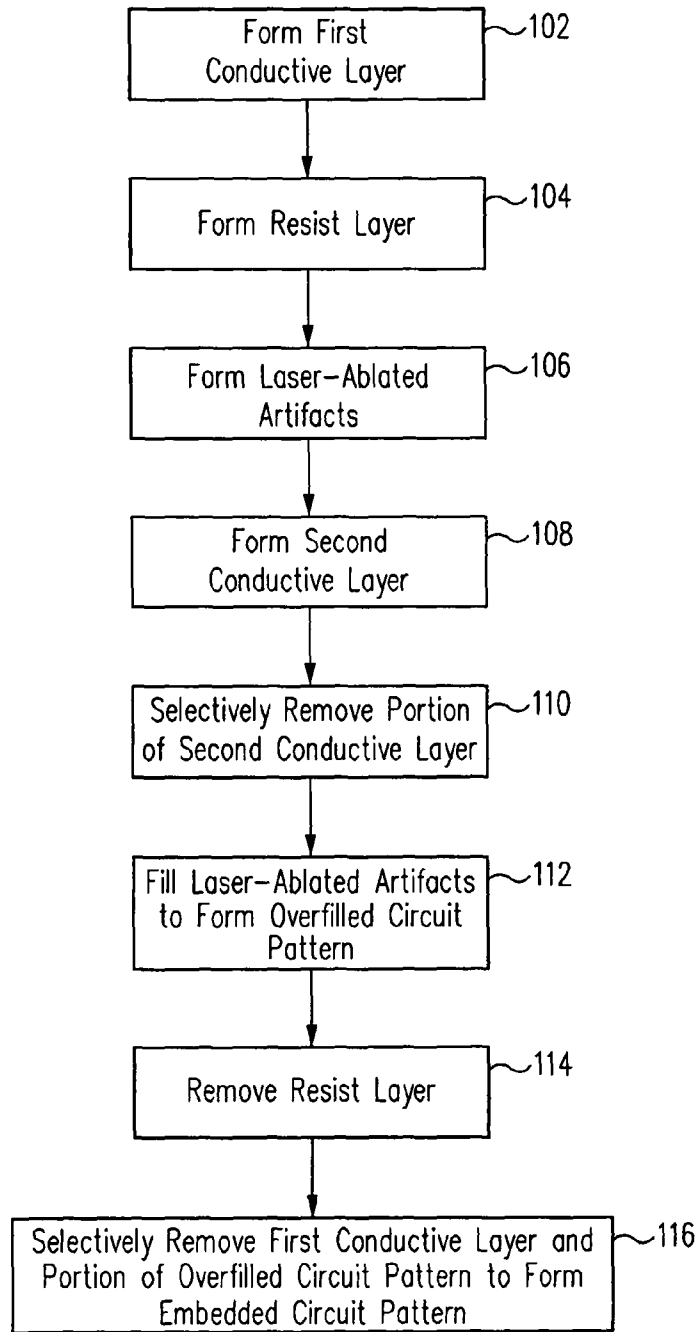 Form First
Conductive Layer
102
Form Resist Layer
104
Form Laser-Ablated
Artifacts
106
Form Second
Conductive Layer
108
Selectively Remove Portion
of Second Conductive Layer
110
Fill Laser-Ablated Artifacts
to Form Overfilled Circuit
Pattern
112
Remove Resist Layer
114
Selectively Remove First Conductive Layer and
Portion of Overfilled Circuit Pattern to Form
Embedded Circuit Pattern
116